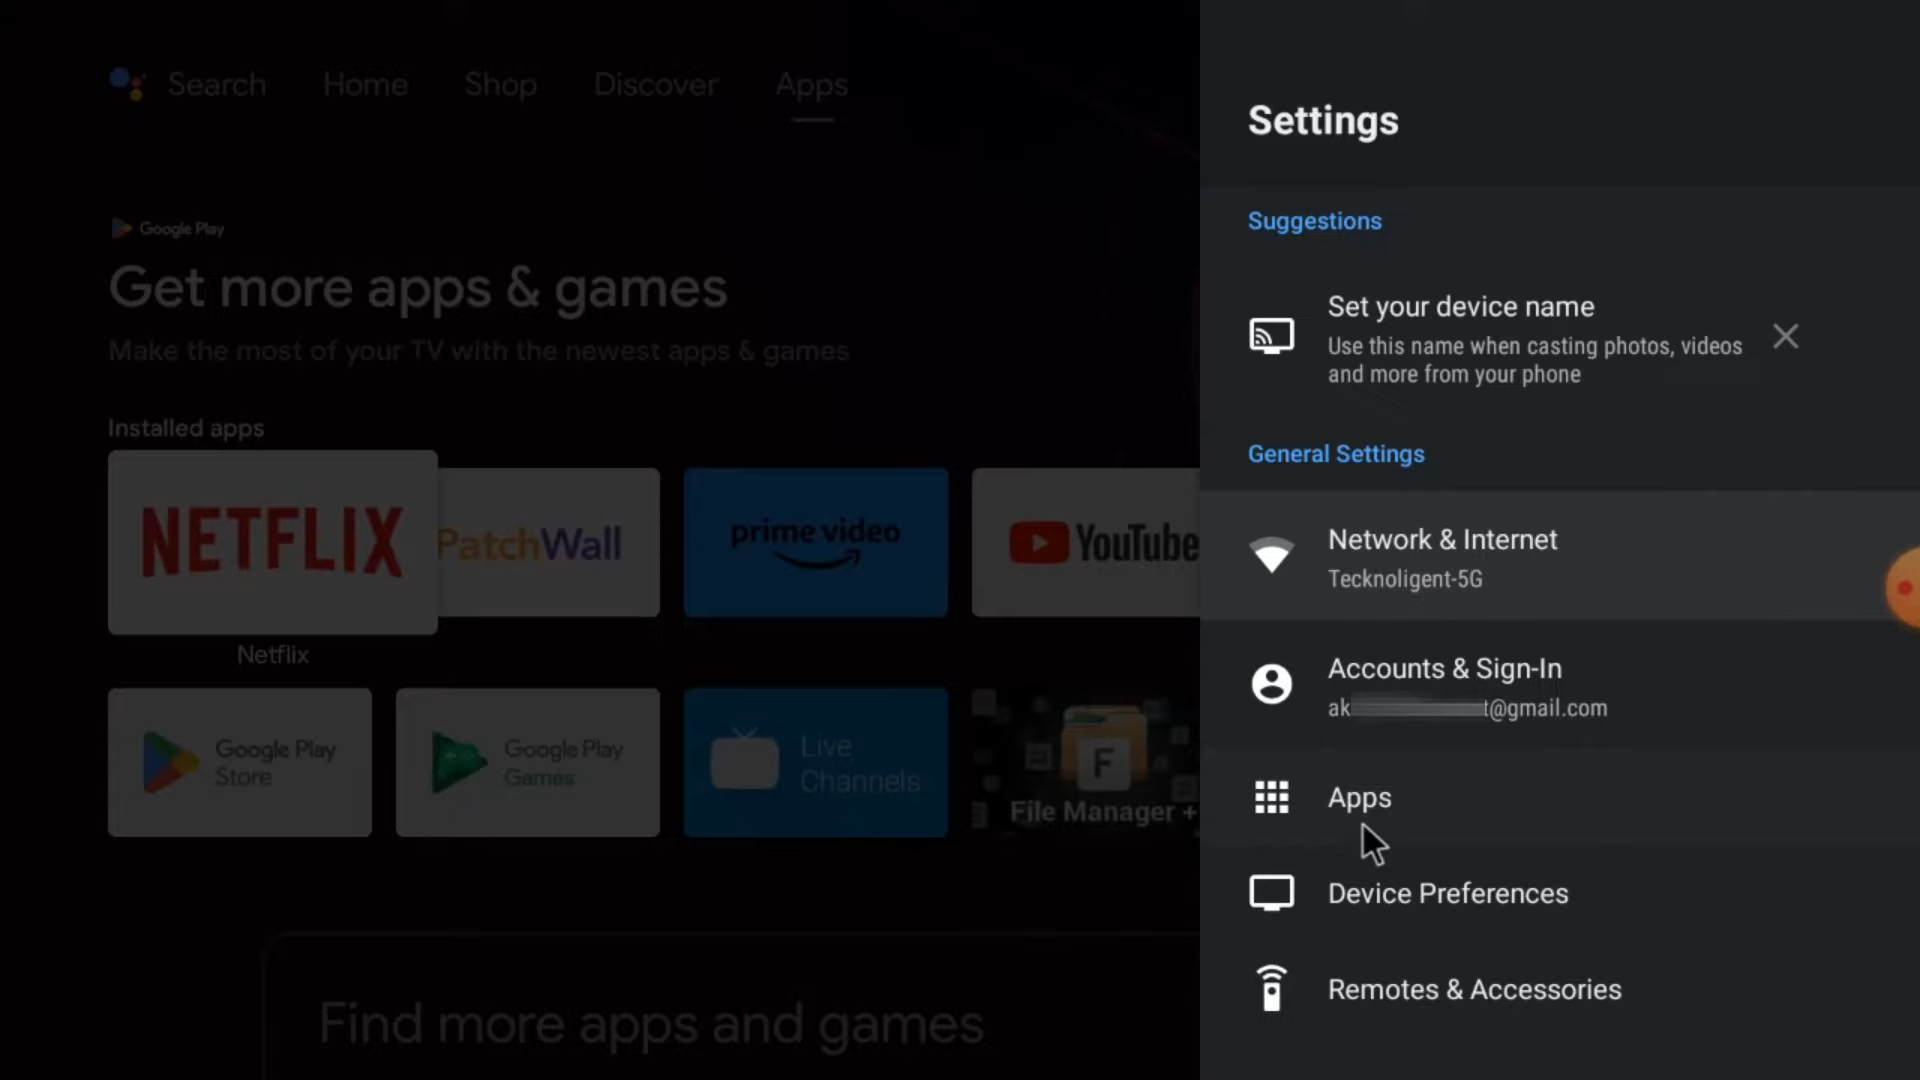 Search Home Shop Discover Apps
Google Play
Get more apps & games
Make the most of your TV with the newest apps & games
Installed apps
NETFLIX
PatchWall
prime video
YouTube
Netflix
Google Play
Store
Google Play
Games
Live
Channels
F
File Manager +
Find more apps and games
Settings
Suggestions
Set your device name
Use this name when casting photos, videos
and more from your phone
General Settings
Network & Internet
Tecknoligent-5G
Accounts & Sign-In
ak t@gmail.com
Apps
Device Preferences
Remotes & Accessories